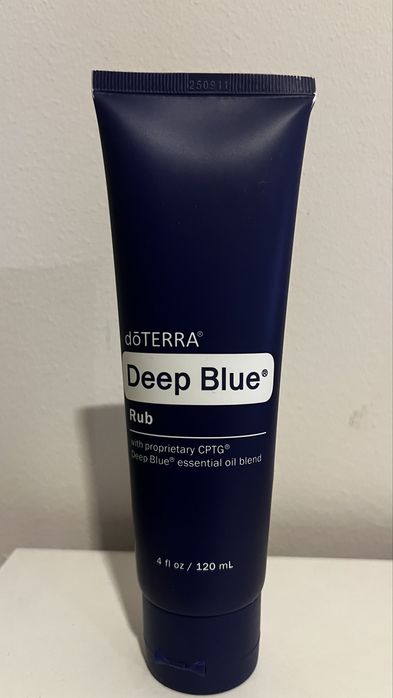 250911
dōTERRA®
Deep Blue®
Rub
with proprietary CPTG®
Deep Blue® essential oil blend
4 fl oz / 120 mL